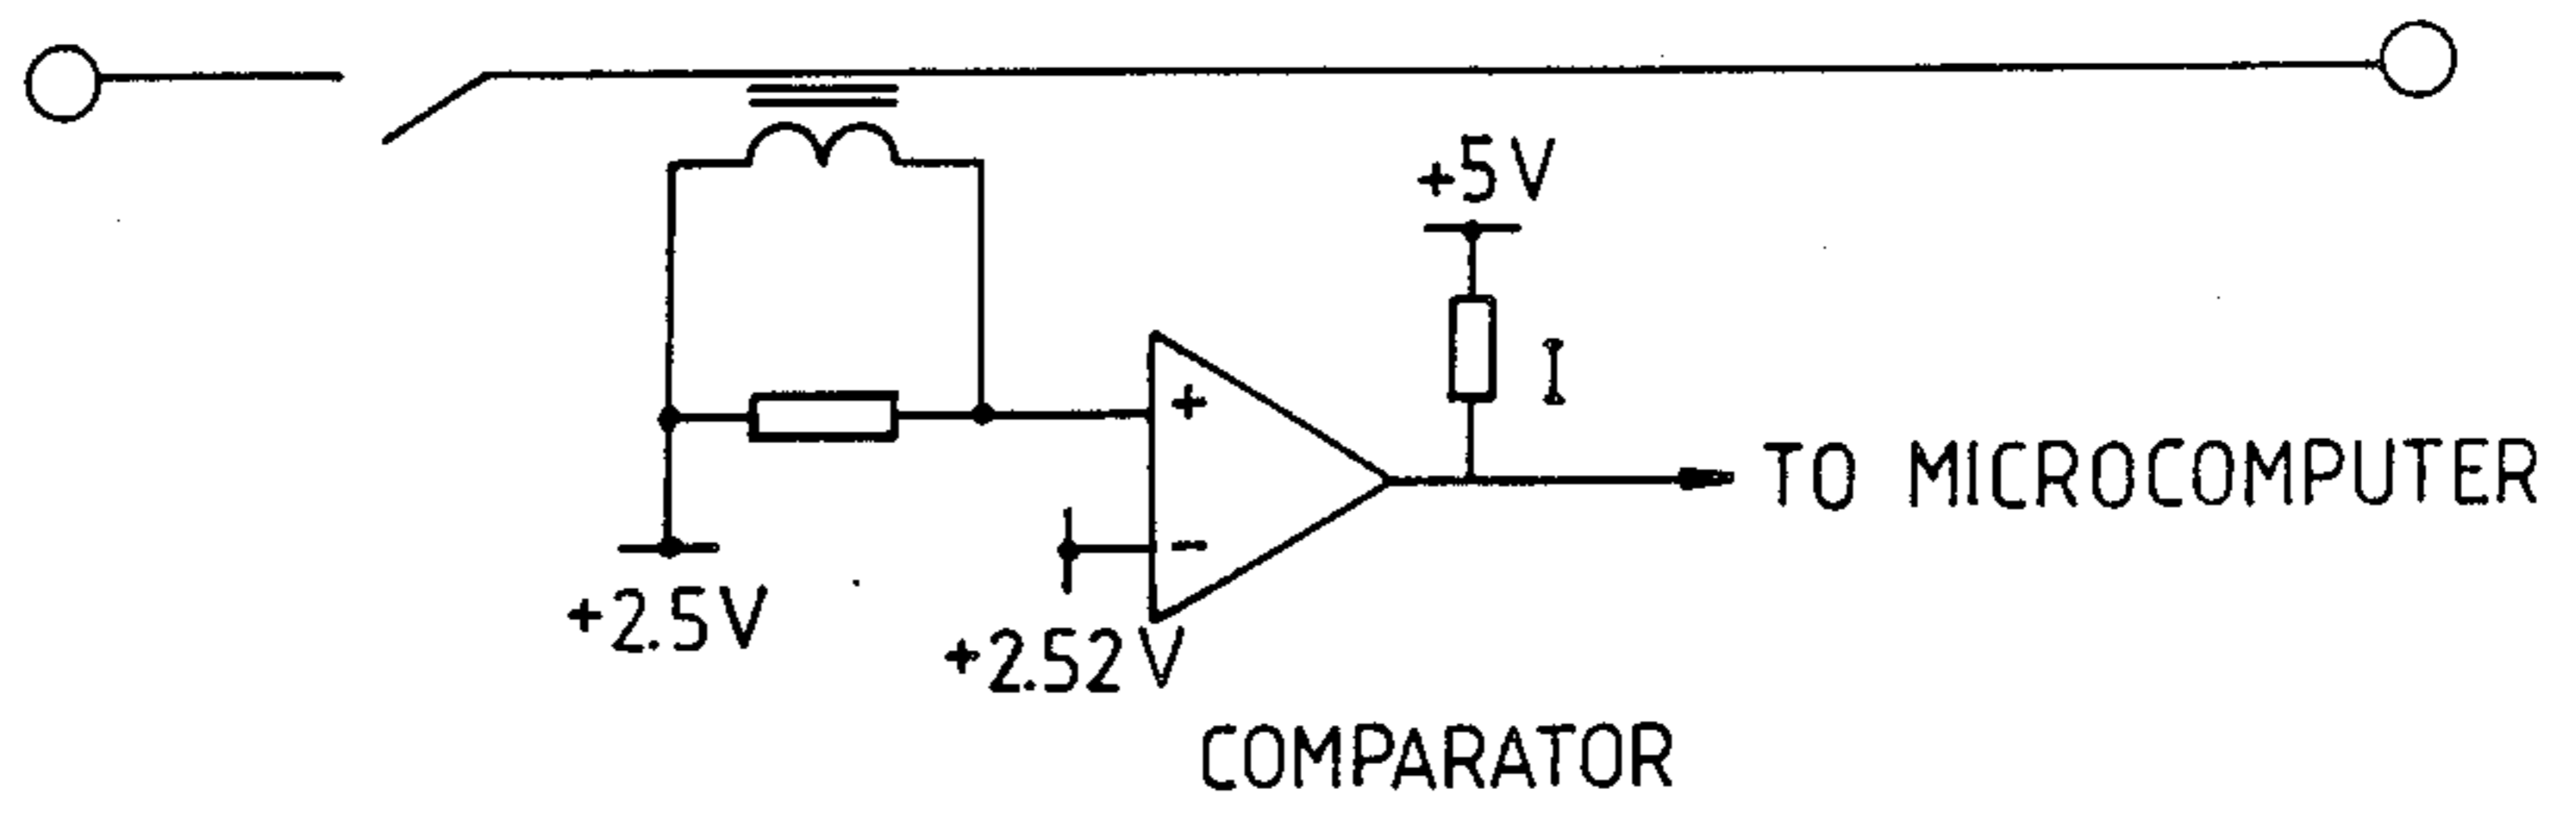 +5V
I
+
TO MICROCOMPUTER
-
+2.5V
+2.52V
COMPARATOR